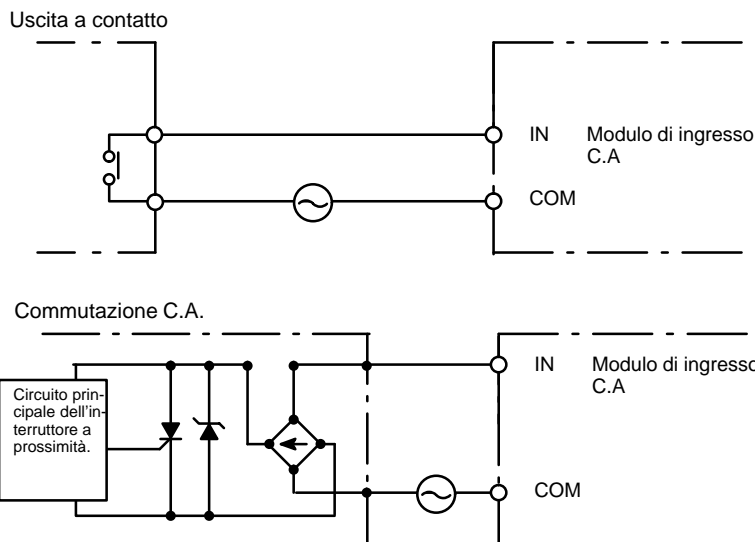 Uscita a contatto
IN
Modulo di ingresso
C.A
COM
Commutazione C.A.
IN
Modulo di ingresso
C.A
Circuito prin-
cipale dell'in-
terruttore a
prossimità.
COM